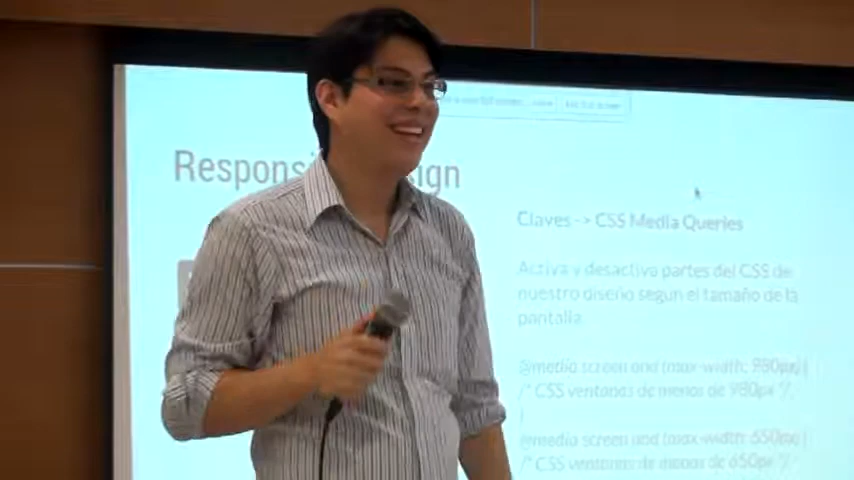 Responsi ign
Claves -> CSS Media Queries
Activa y desactiva partes del CSS de
nuestro diseño segun el tamaño de la
pantalla.
@media screen and (max-width: 980px)
/* CSS ventanas de menos de 980px */
@media screen and (max-width: 650px)
/* CSS ventanas de menos de 650px */